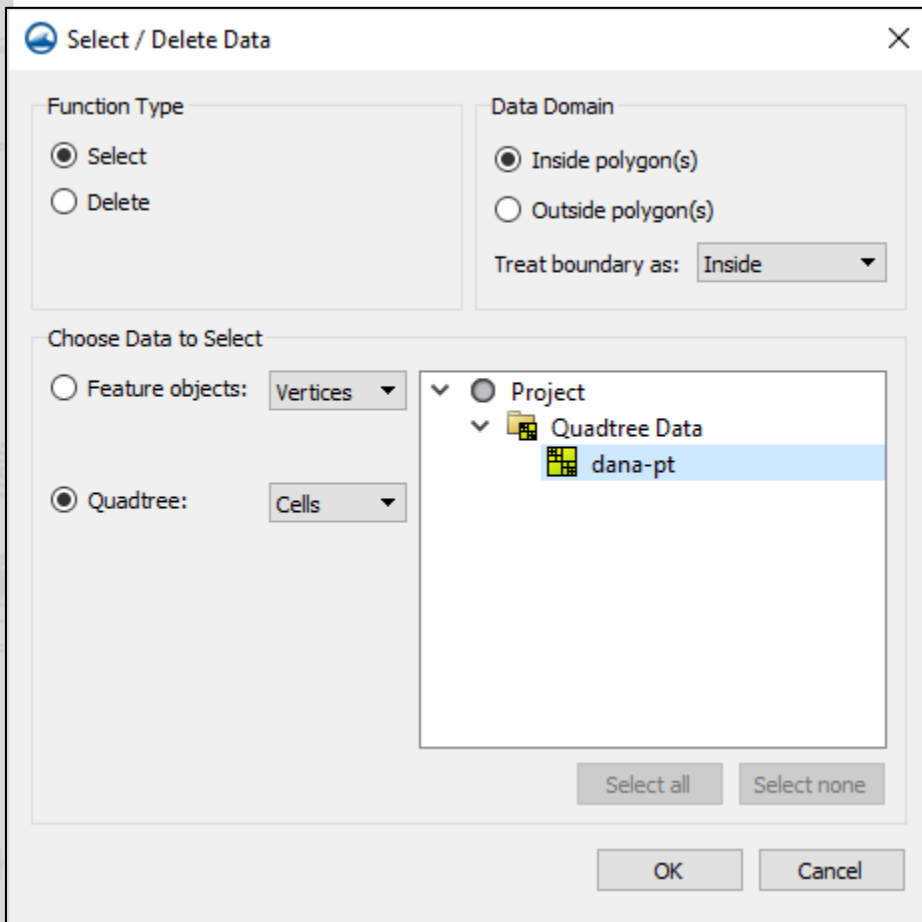 Select / Delete Data
Function Type
Select
Delete
Data Domain
Inside polygon(s)
Outside polygon(s)
Treat boundary as: Inside
Choose Data to Select
Feature objects: Vertices
Quadtree: Cells
Project
Quadtree Data
dana-pt
Select all
Select none
OK
Cancel